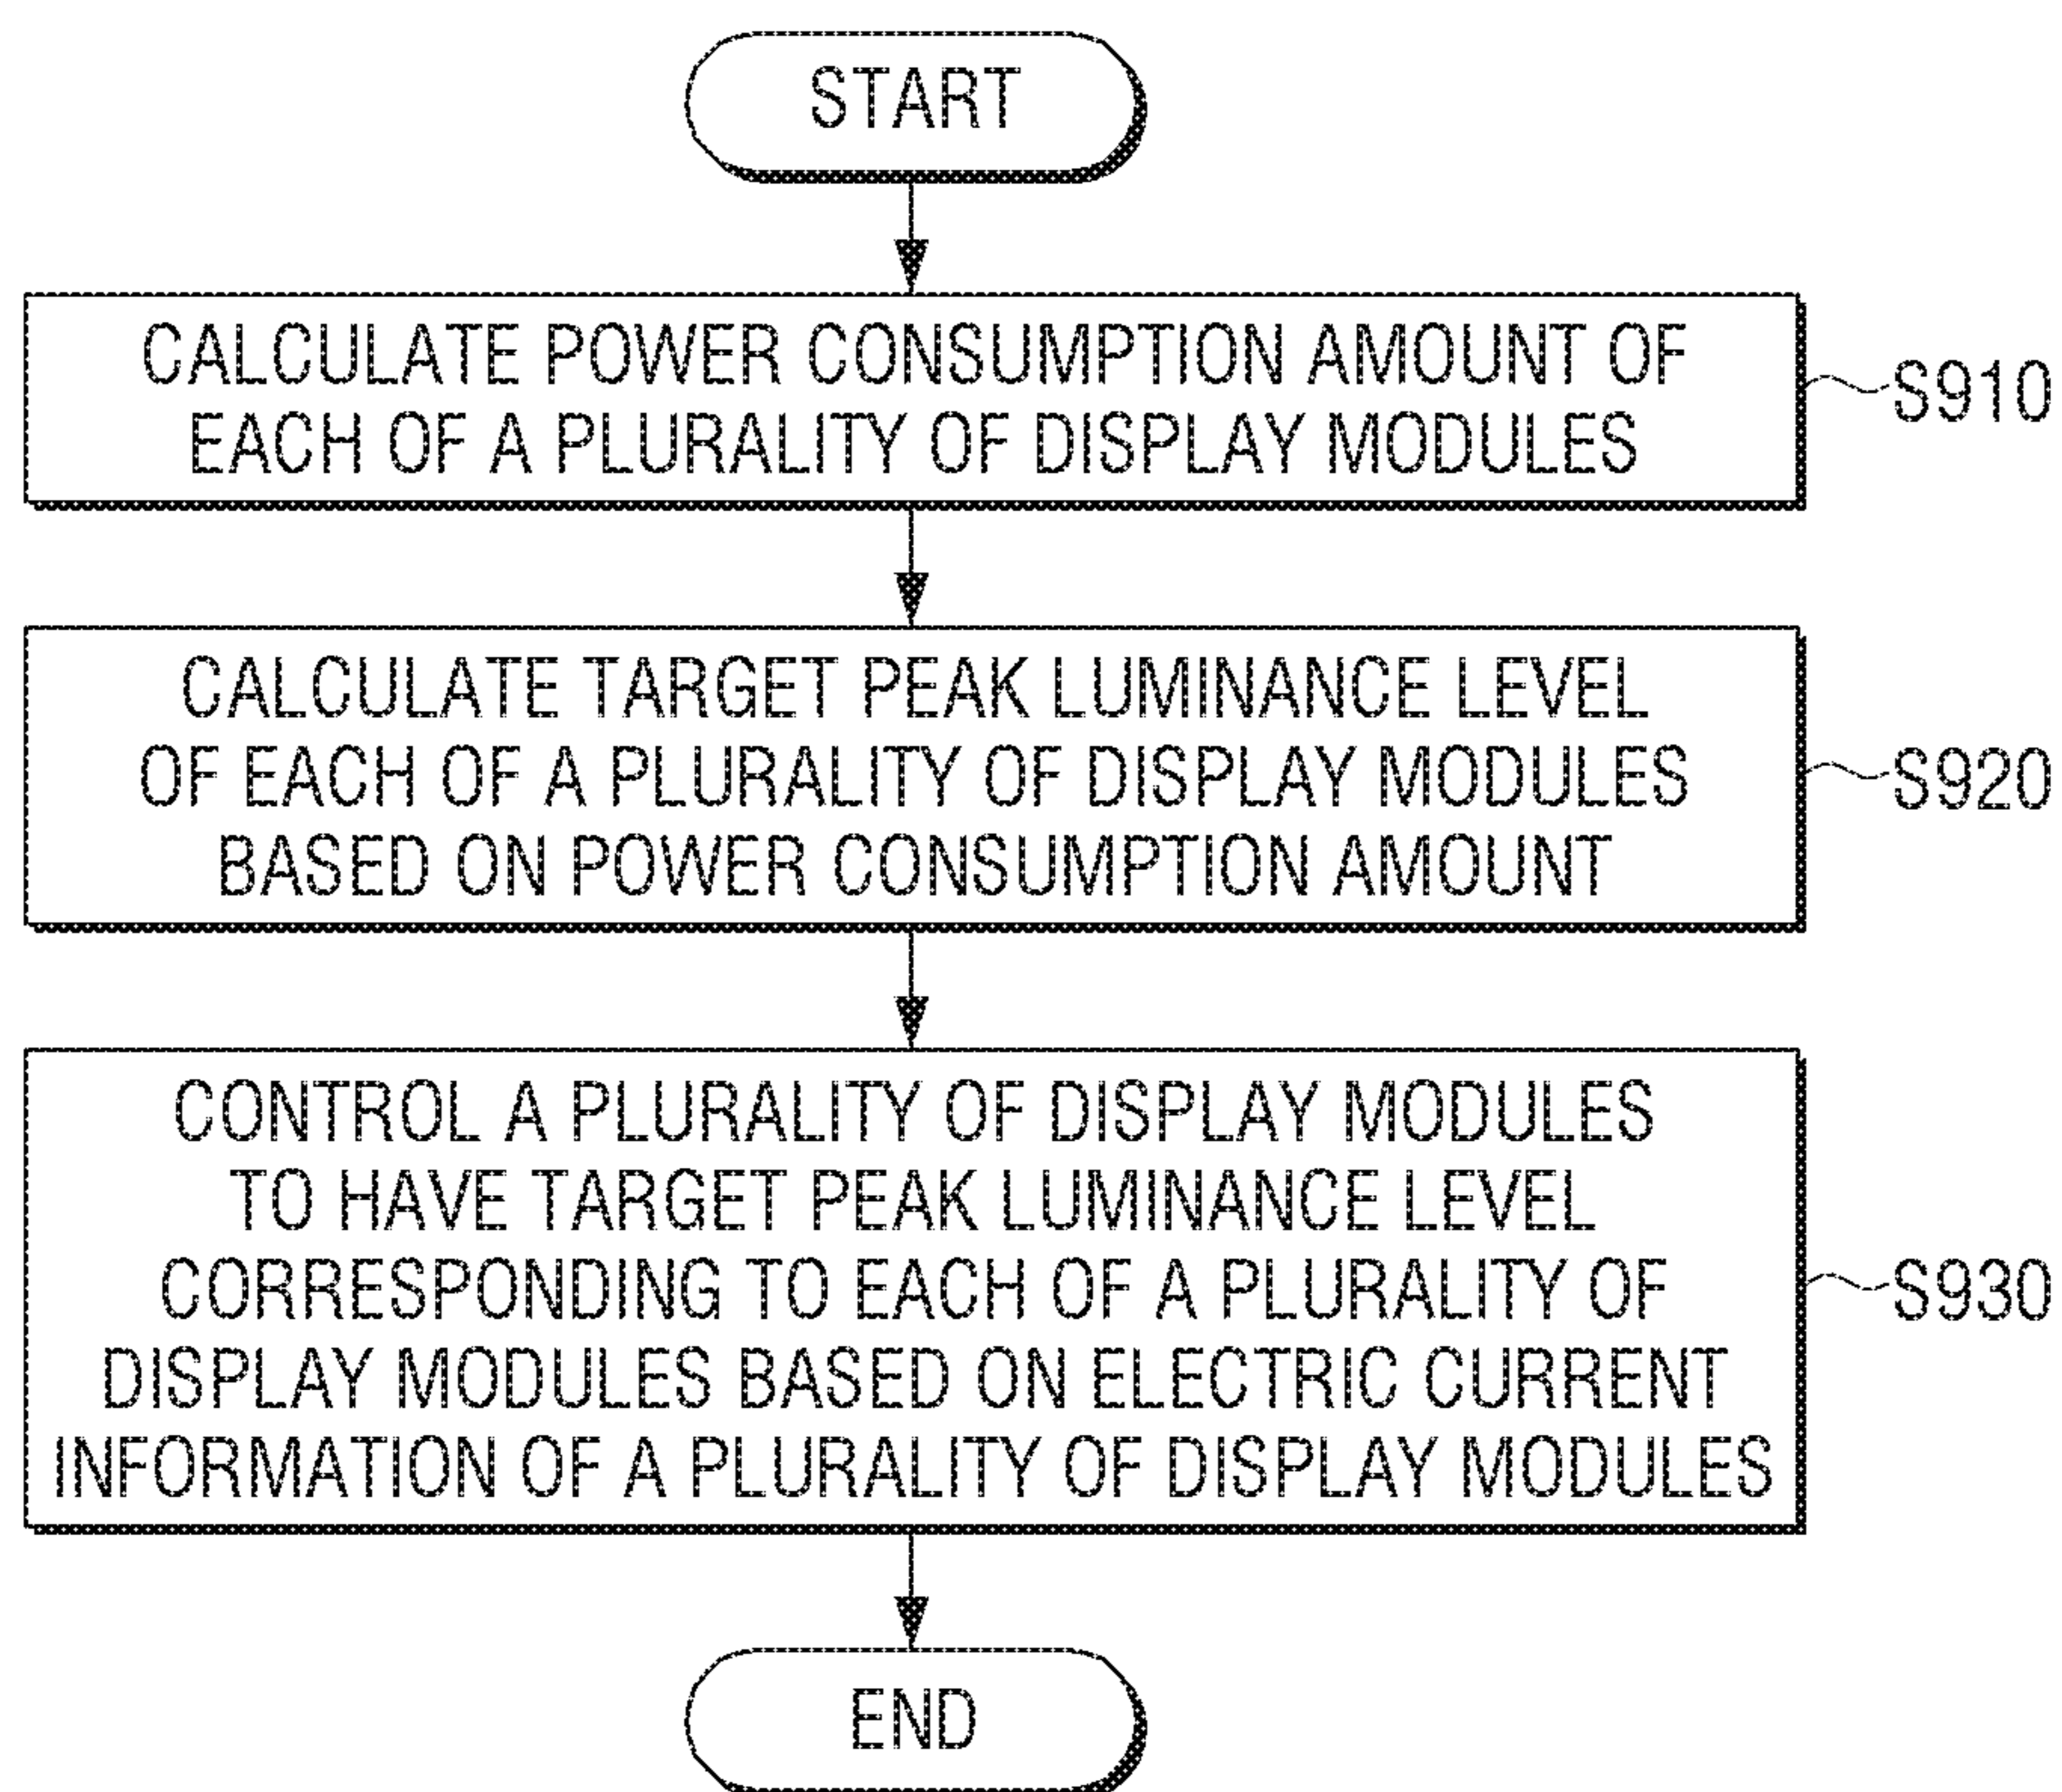 START
CALCULATE POWER CONSUMPTION AMOUNT OF
EACH OF A PLURALITY OF DISPLAY MODULES
S910
CALCULATE TARGET PEAK LUMINANCE LEVEL
OF EACH OF A PLURALITY OF DISPLAY MODULES
BASED ON POWER CONSUMPTION AMOUNT
S920
CONTROL A PLURALITY OF DISPLAY MODULES
TO HAVE TARGET PEAK LUMINANCE LEVEL
CORRESPONDING TO EACH OF A PLURALITY OF
DISPLAY MODULES BASED ON ELECTRIC CURRENT
INFORMATION OF A PLURALITY OF DISPLAY MODULES
S930
END